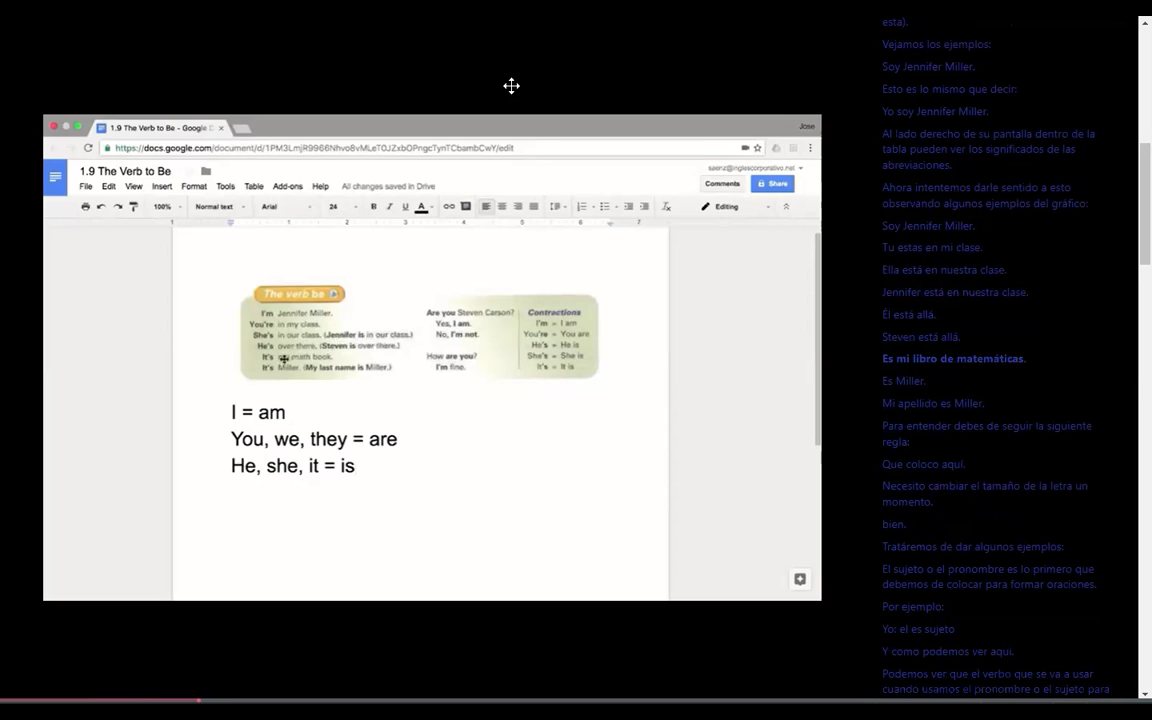 1.9 The Verb to Be - Google D
Jose
https://docs.google.com/document/d/1PM3LmjR9966Nhvo8vMLeT0JZxbOPngcTynTCbambCwY/edit
1.9 The Verb to Be
saenz@inglescorporativo.net
File Edit View Insert Format Tools Table Add-ons Help All changes saved in Drive
Comments Share
100% Normal text Arial 24 B I U A Editing
1 1 2 3 4 5 6 7
The verb be
I'm Jennifer Miller.
You're in my class.
She's in our class. (Jennifer is in our class.)
He's over there. (Steven is over there.)
It's math book.
It's Miller. (My last name is Miller.)
Are you Steven Carson?
Yes, I am.
No, I'm not.
How are you?
I'm fine.
Contractions
I'm = I am
You're = You are
He's = He is
She's = She is
It's = It is
I = am
You, we, they = are
He, she, it = is
esta).
Vejamos los ejemplos:
Soy Jennifer Miller.
Esto es lo mismo que decir:
Yo soy Jennifer Miller.
Al lado derecho de su pantalla dentro de la
tabla pueden ver los significados de las
abreviaciones.
Ahora intentemos darle sentido a esto
observando algunos ejemplos del gráfico:
Soy Jennifer Miller.
Tu estas en mi clase.
Ella está en nuestra clase.
Jennifer está en nuestra clase.
Él está allá.
Steven está allá.
Es mi libro de matemáticas.
Es Miller.
Mi apellido es Miller.
Para entender debes de seguir la siguiente
regla:
Que coloco aquí.
Necesito cambiar el tamaño de la letra un
momento.
bien.
Tratáremos de dar algunos ejemplos:
El sujeto o el pronombre es lo primero que
debemos de colocar para formar oraciones.
Por ejemplo:
Yo: el es sujeto
Y como podemos ver aquí.
Podemos ver que el verbo que se va a usar
cuando usamos el pronombre o el sujeto para